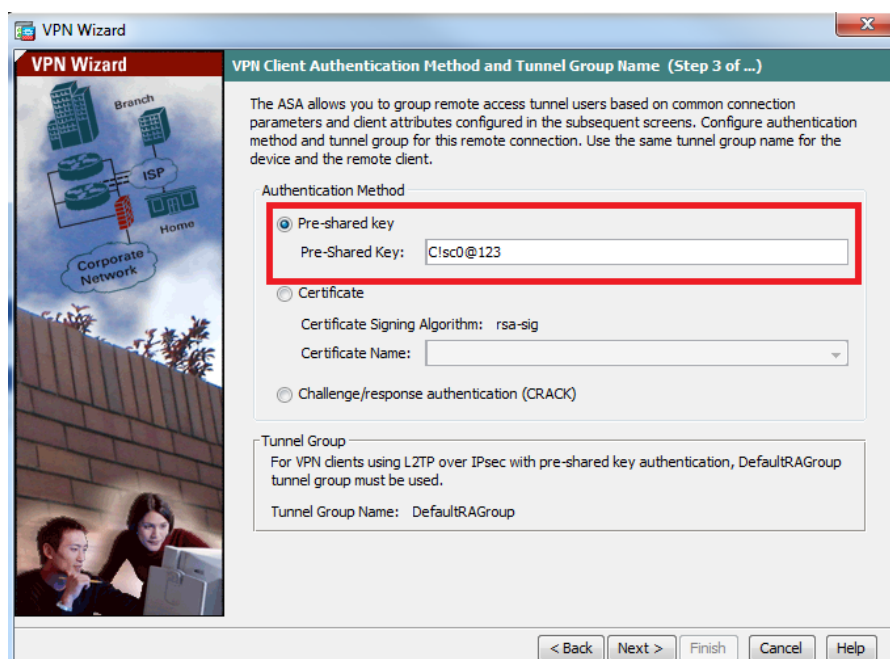 VPN Wizard
VPN Wizard
Branch
ISP
Home
Corporate
Network
VPN Client Authentication Method and Tunnel Group Name (Step 3 of ...)
The ASA allows you to group remote access tunnel users based on common connection
parameters and client attributes configured in the subsequent screens. Configure authentication
method and tunnel group for this remote connection. Use the same tunnel group name for the
device and the remote client.
Authentication Method
Pre-shared key
Pre-Shared Key: C!sc0@123
Certificate
Certificate Signing Algorithm: rsa-sig
Certificate Name:
Challenge/response authentication (CRACK)
Tunnel Group
For VPN clients using L2TP over IPsec with pre-shared key authentication, DefaultRAGroup
tunnel group must be used.
Tunnel Group Name: DefaultRAGroup
< Back Next > Finish Cancel Help